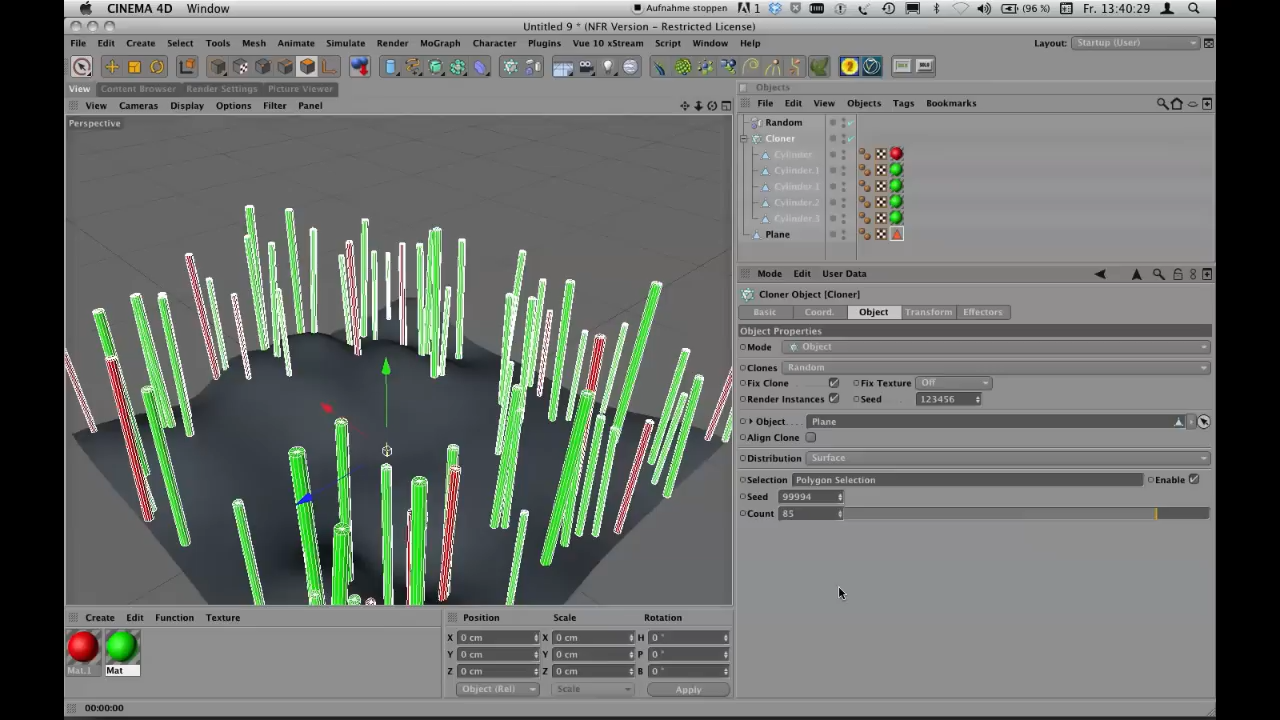 CINEMA 4D Window Aufnahme stoppen 1 (96 %) Fr. 13:40:29
Untitled 9 * (NFR Version - Restricted License)
File Edit Create Select Tools Mesh Animate Simulate Render MoGraph Character Plugins Vue 10 xStream Script Window Help Layout: Startup (User)
View Content Browser Render Settings Picture Viewer
View Cameras Display Options Filter Panel
Perspective
Objects
File Edit View Objects Tags Bookmarks
Random
Cloner
Cylinder
Cylinder.1
Cylinder.1
Cylinder.2
Cylinder.3
Plane
Mode Edit User Data
Cloner Object [Cloner]
Basic Coord. Object Transform Effectors
Object Properties
Mode Object
Clones Random
Fix Clone Fix Texture Off
Render Instances Seed 123456
Object Plane
Align Clone
Distribution Surface
Selection Polygon Selection Enable
Seed 99994
Count 85
Create Edit Function Texture
Mat.1 Mat
Position Scale Rotation
X 0 cm X 0 cm H 0 °
Y 0 cm Y 0 cm P 0 °
Z 0 cm Z 0 cm B 0 °
Object (Rel) Scale Apply
00:00:00